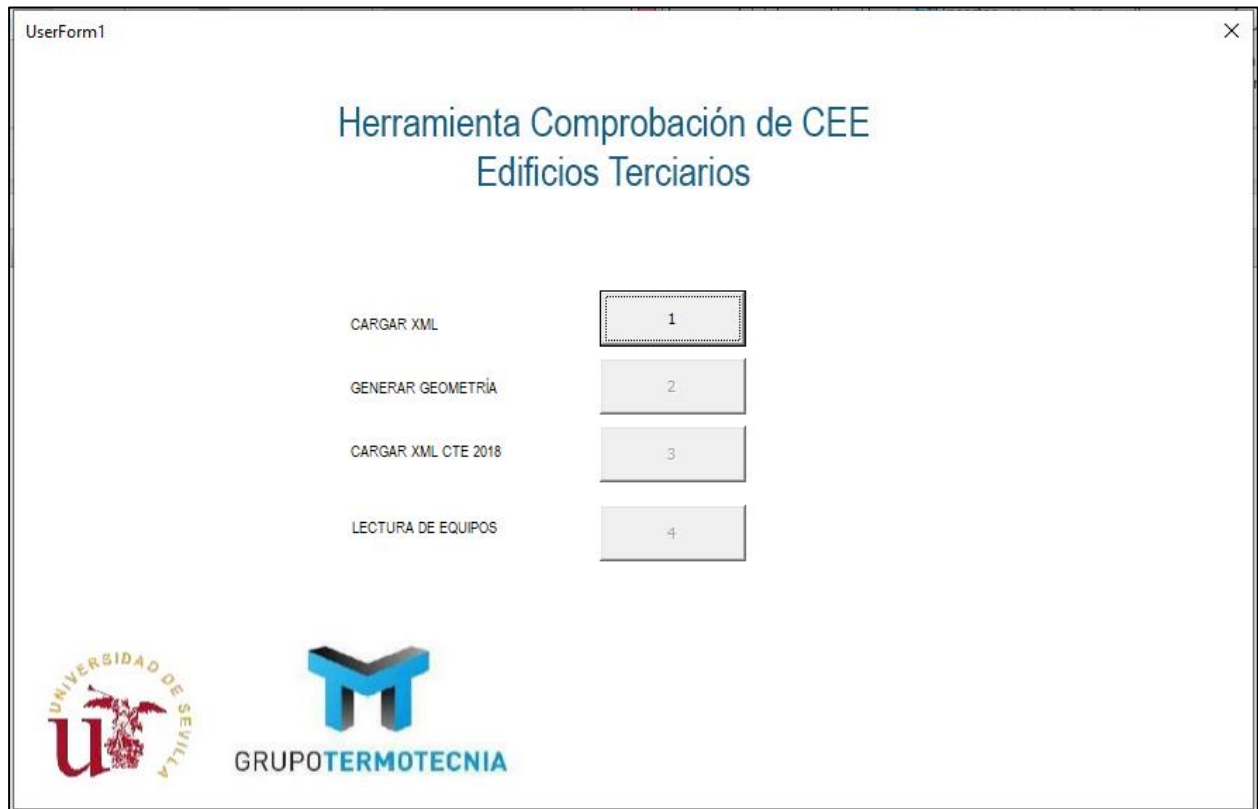 UserForm1
Herramienta Comprobación de CEE
Edificios Terciarios
CARGAR XML
1
GENERAR GEOMETRÍA
2
CARGAR XML CTE 2018
3
LECTURA DE EQUIPOS
4
UNIVERSIDAD DE SEVILLA
US
GRUPOTERMOTECNIA